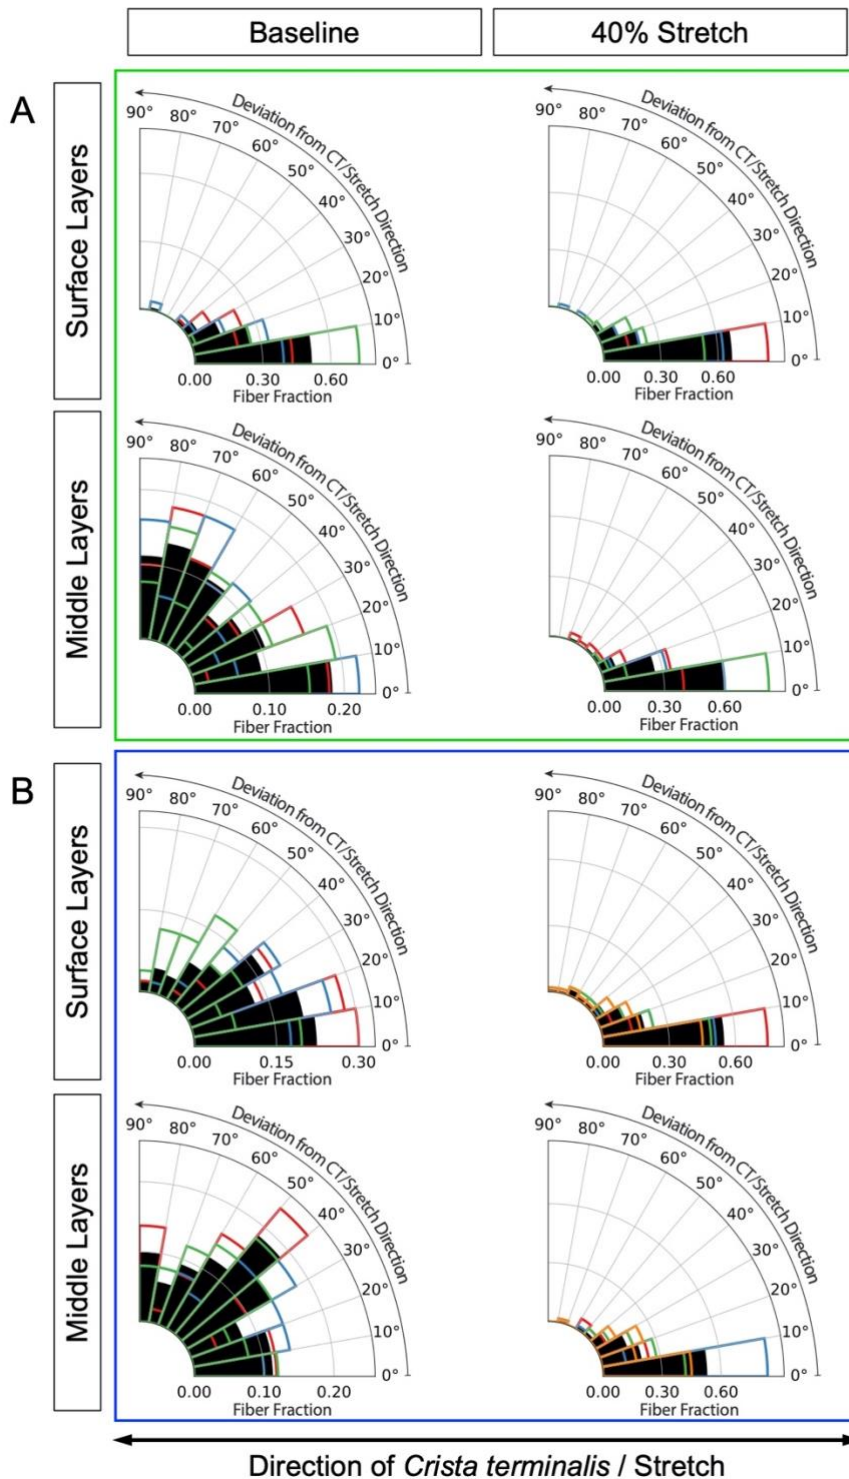 Baseline
40% Stretch
A
Surface Layers
Deviation from CT/Stretch Direction
90° 80° 70° 60° 50° 40° 30° 20° 10° 0°
0.00 0.30 0.60
Fiber Fraction
Deviation from CT/Stretch Direction
90° 80° 70° 60° 50° 40° 30° 20° 10° 0°
0.00 0.30 0.60
Fiber Fraction
Middle Layers
Deviation from CT/Stretch Direction
90° 80° 70° 60° 50° 40° 30° 20° 10° 0°
0.00 0.10 0.20
Fiber Fraction
Deviation from CT/Stretch Direction
90° 80° 70° 60° 50° 40° 30° 20° 10° 0°
0.00 0.30 0.60
Fiber Fraction
B
Surface Layers
Deviation from CT/Stretch Direction
90° 80° 70° 60° 50° 40° 30° 20° 10° 0°
0.00 0.15 0.30
Fiber Fraction
Deviation from CT/Stretch Direction
90° 80° 70° 60° 50° 40° 30° 20° 10° 0°
0.00 0.30 0.60
Fiber Fraction
Middle Layers
Deviation from CT/Stretch Direction
90° 80° 70° 60° 50° 40° 30° 20° 10° 0°
0.00 0.10 0.20
Fiber Fraction
Deviation from CT/Stretch Direction
90° 80° 70° 60° 50° 40° 30° 20° 10° 0°
0.00 0.30 0.60
Fiber Fraction
Direction of Crista terminalis / Stretch